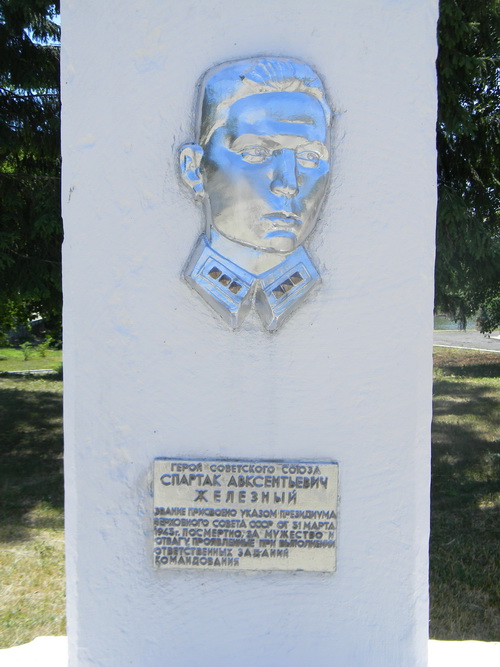 ГЕРОЙ СОВЕТСКОГО СОЮЗА
СПАРТАК АВКСЕНТЬЕВИЧ
ЖЕЛЕЗНЫЙ
ЗВАНИЕ ПРИСВОЕНО УКАЗОМ ПРЕЗИДИУМА
ВЕРХОВНОГО СОВЕТА СССР ОТ 31 МАРТА
1943г. ПОСМЕРТНО, ЗА МУЖЕСТВО И
ОТВАГУ, ПРОЯВЛЕННЫЕ ПРИ ВЫПОЛНЕНИИ
ОТВЕТСТВЕННЫХ ЗАДАНИЙ
КОМАНДОВАНИЯ